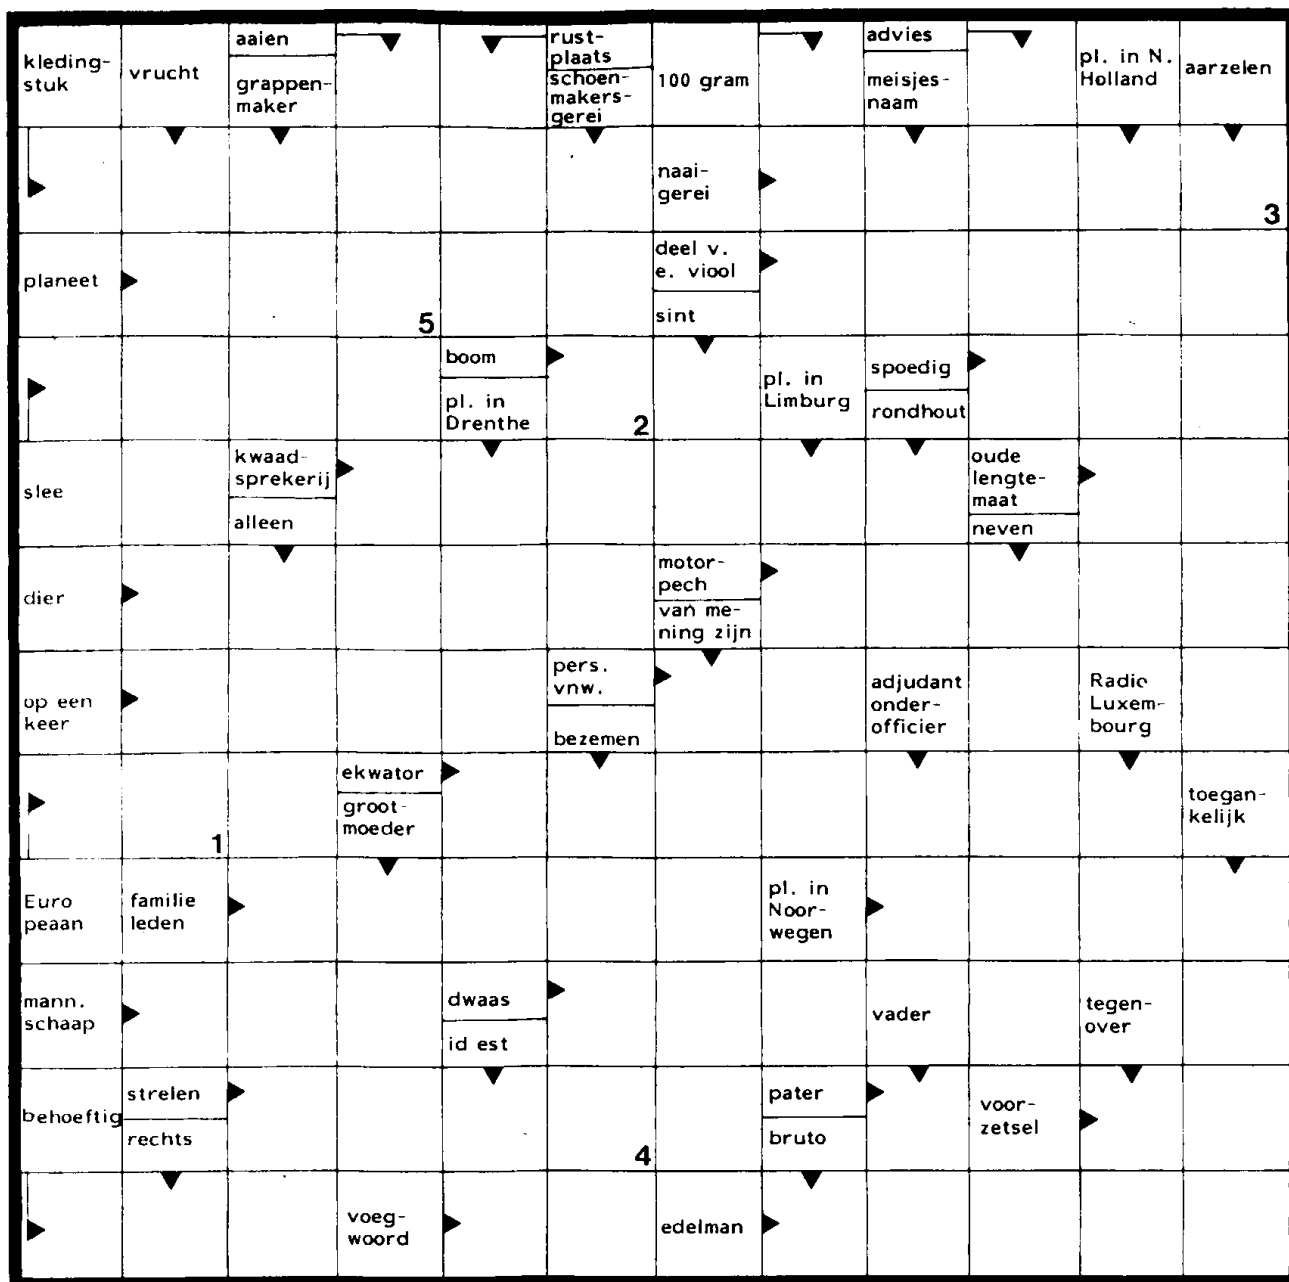 kleding-
stuk
vrucht
aaien
grappen-
maker
rust-
plaats
schoen-
makers-
gerei
100 gram
advies
meisjes-
naam
pl. in N.
Holland
aarzelen
naai-
gerei
3
planeet
5
deel v.
e. viool
sint
boom
pl. in
Drenthe
2
pl. in
Limburg
spoedig
rondhout
slee
kwaad-
sprekerij
alleen
oude
lengte-
maat
neven
dier
motor-
pech
van me-
ning zijn
op een
keer
pers.
vnw.
bezemen
adjudant
onder-
officier
Radio
Luxem-
bourg
1
ekwator
groot-
moeder
toegan-
kelijk
Euro
peaan
familie
leden
pl. in
Noor-
wegen
mann.
schaap
dwaas
id est
vader
tegen-
over
behoeftig
strelen
rechts
4
pater
bruto
voor-
zetsel
voeg-
woord
edelman